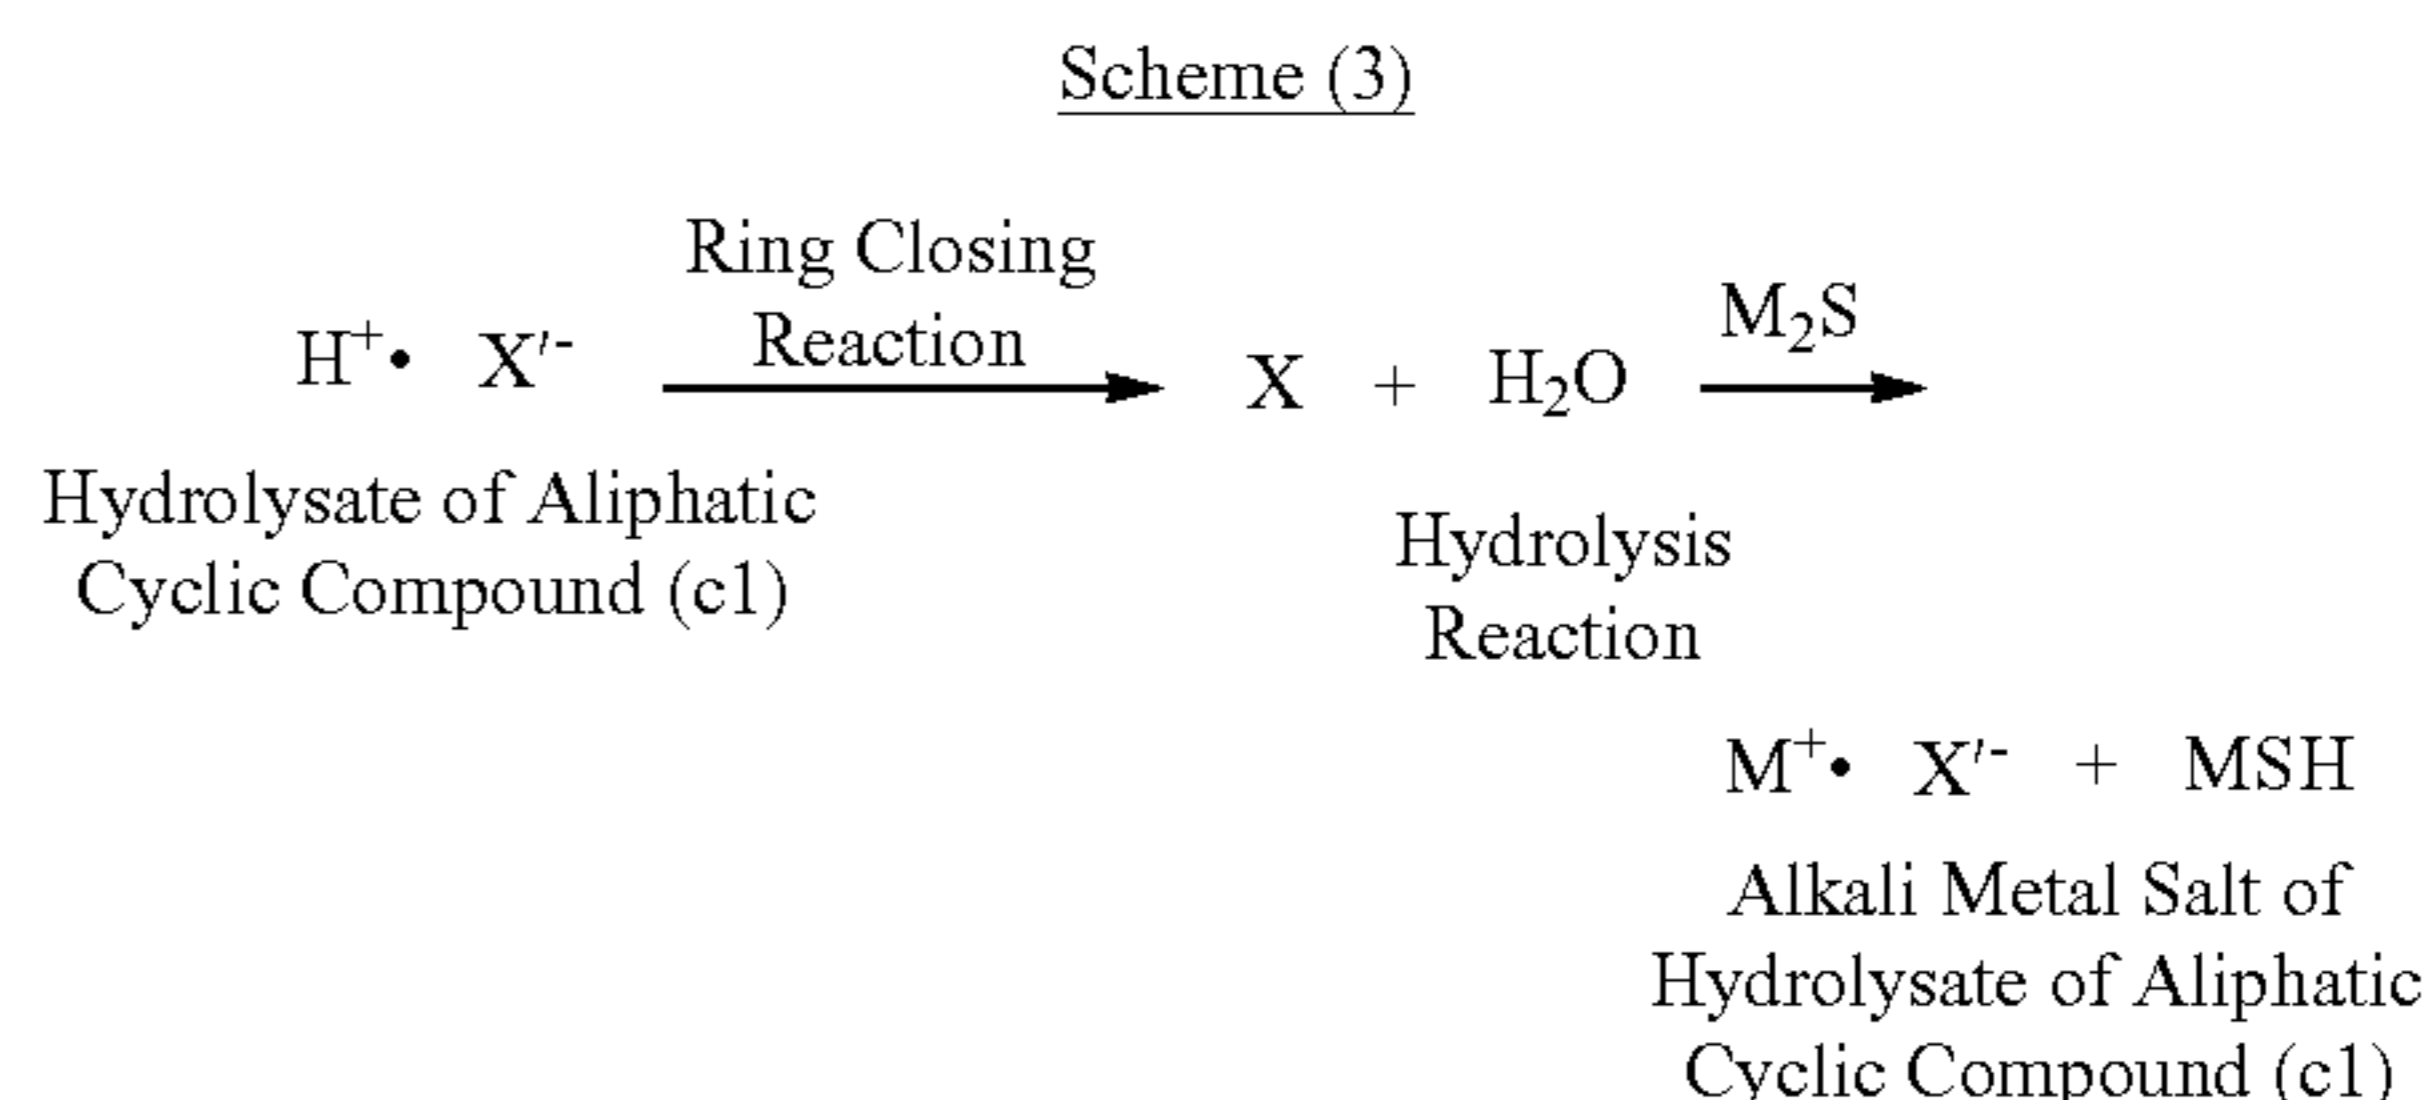 Scheme (3)
Ring Closing
Reaction
H⁺• X′⁻ X + H₂O M₂S
Hydrolysate of Aliphatic
Cyclic Compound (c1)
Hydrolysis
Reaction
M⁺• X′⁻ + MSH
Alkali Metal Salt of
Hydrolysate of Aliphatic
Cyclic Compound (c1)